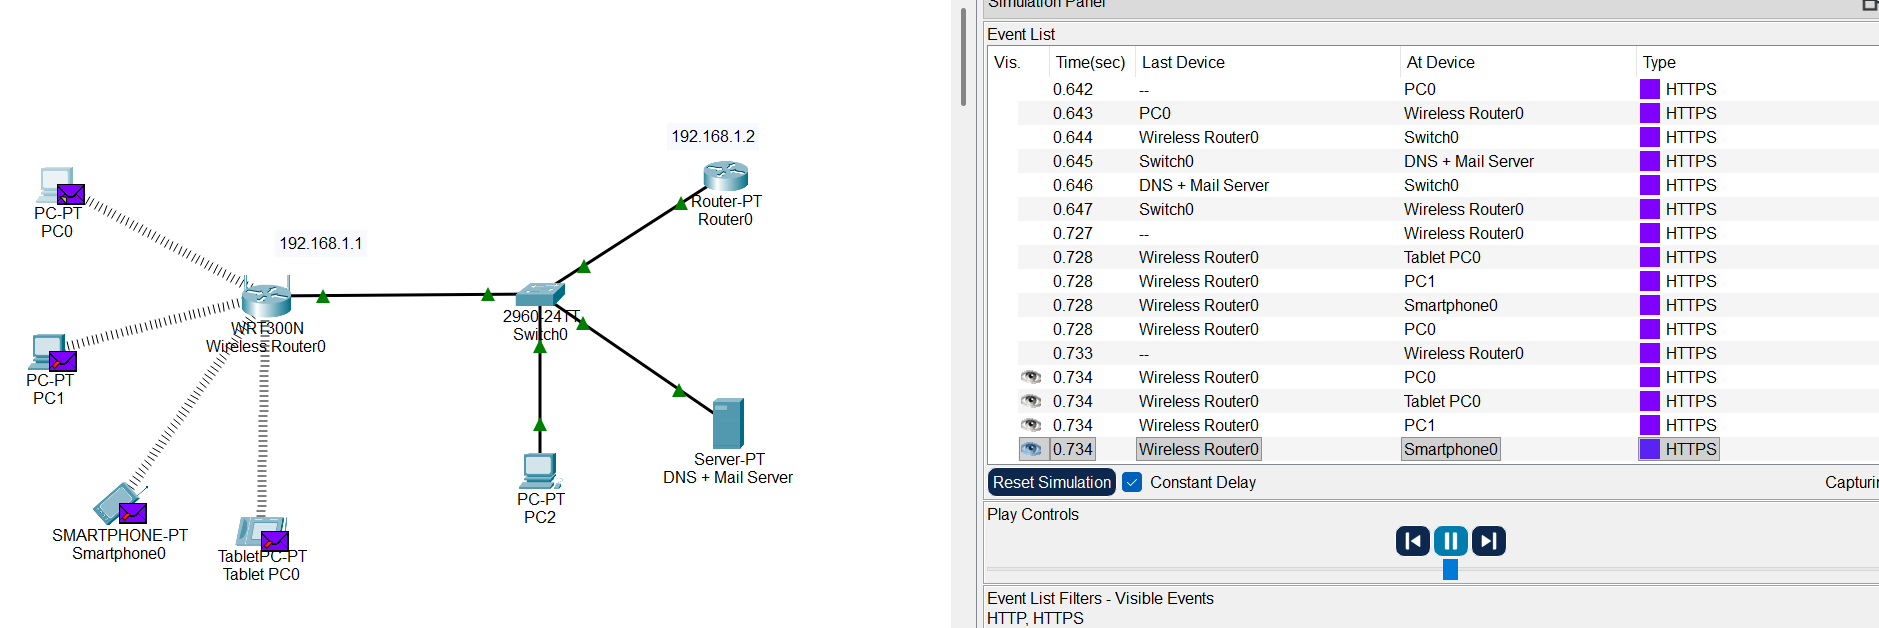 192.168.1.2
Router-PT
Router0
PC-PT
PC0
192.168.1.1
WRT300N
Wireless Router0
2960-24TT
Switch0
PC-PT
PC1
Server-PT
DNS + Mail Server
PC-PT
PC2
SMARTPHONE-PT
Smartphone0
TabletPC-PT
Tablet PC0
Simulation Panel
Event List
Vis. Time(sec) Last Device At Device Type
0.642 -- PC0 HTTPS
0.643 PC0 Wireless Router0 HTTPS
0.644 Wireless Router0 Switch0 HTTPS
0.645 Switch0 DNS + Mail Server HTTPS
0.646 DNS + Mail Server Switch0 HTTPS
0.647 Switch0 Wireless Router0 HTTPS
0.727 -- Wireless Router0 HTTPS
0.728 Wireless Router0 Tablet PC0 HTTPS
0.728 Wireless Router0 PC1 HTTPS
0.728 Wireless Router0 Smartphone0 HTTPS
0.728 Wireless Router0 PC0 HTTPS
0.733 -- Wireless Router0 HTTPS
0.734 Wireless Router0 PC0 HTTPS
0.734 Wireless Router0 Tablet PC0 HTTPS
0.734 Wireless Router0 PC1 HTTPS
0.734 Wireless Router0 Smartphone0 HTTPS
Reset Simulation Constant Delay
Play Controls
Event List Filters - Visible Events
HTTP, HTTPS